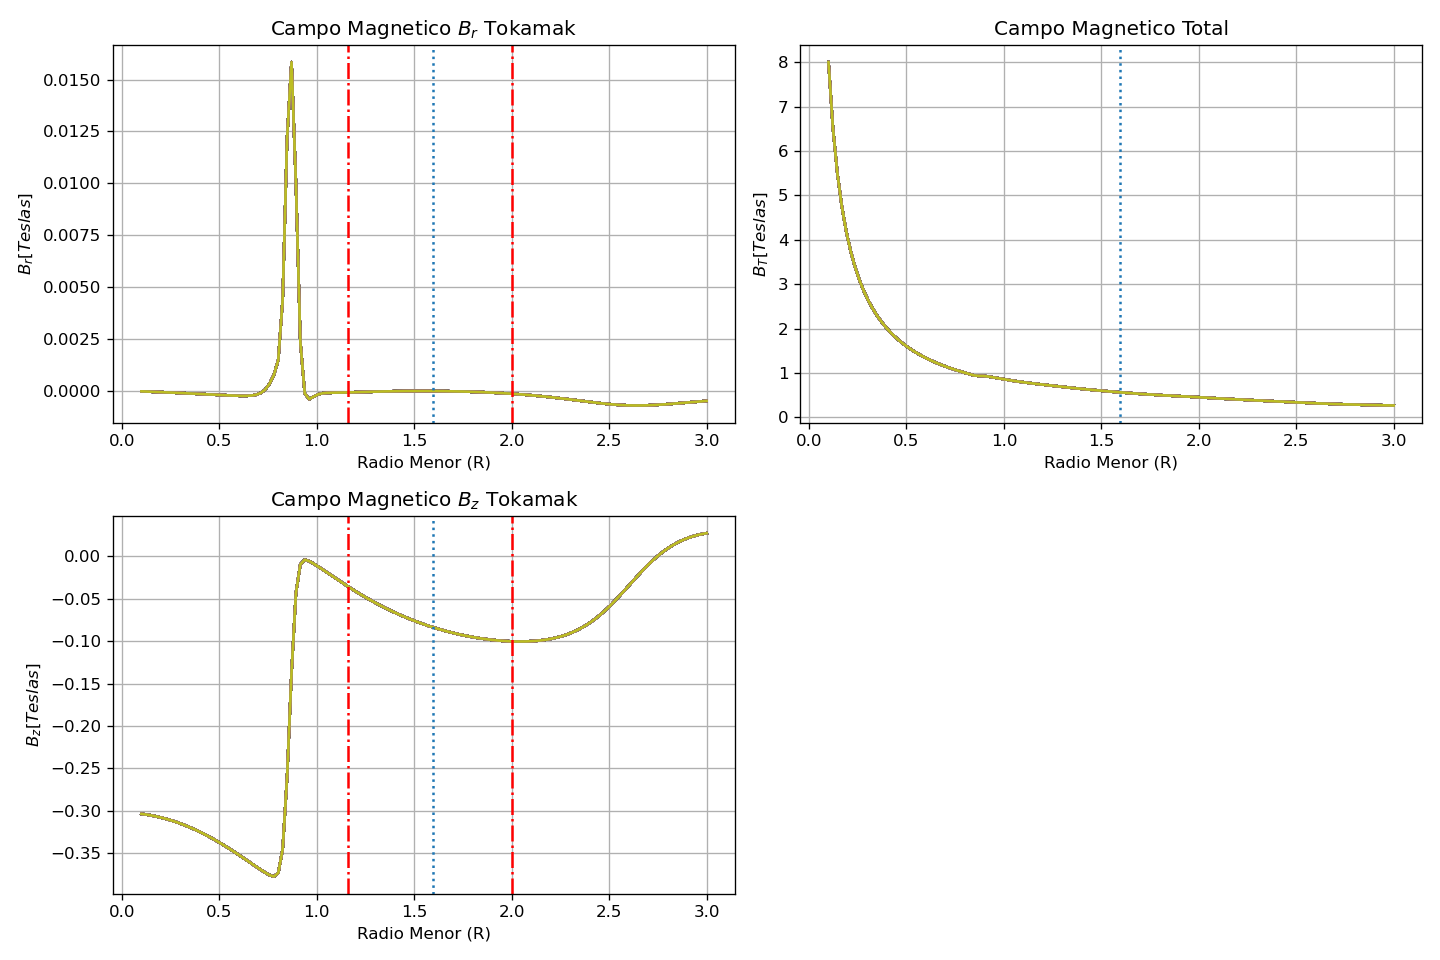 Campo Magnetico B_r Tokamak
0.0150
0.0125
0.0100
0.0075
0.0050
0.0025
0.0000
B_r[Teslas]
0.0 0.5 1.0 1.5 2.0 2.5 3.0
Radio Menor (R)
Campo Magnetico Total
8
7
6
5
4
3
2
1
0
B_T[Teslas]
0.0 0.5 1.0 1.5 2.0 2.5 3.0
Radio Menor (R)
Campo Magnetico B_z Tokamak
0.00
−0.05
−0.10
−0.15
−0.20
−0.25
−0.30
−0.35
B_z[Teslas]
0.0 0.5 1.0 1.5 2.0 2.5 3.0
Radio Menor (R)